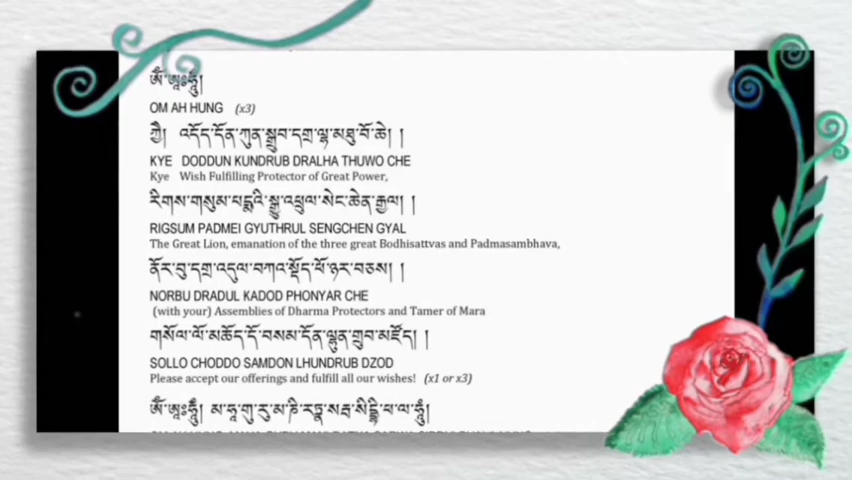 ༀ་ཨཱཿཧཱུྃ།
OM AH HUNG (x3)
ཀྱཻ། འདོད་དོན་ཀུན་སྒྲུབ་དགྲ་ལྷ་མཐུ་བོ་ཆེ། །
KYE DODDUN KUNDRUB DRALHA THUWO CHE
Kye Wish Fulfilling Protector of Great Power,
རིགས་གསུམ་པདྨའི་སྒྱུ་འཕྲུལ་སེང་ཆེན་རྒྱལ། །
RIGSUM PADMEI GYUTHRUL SENGCHEN GYAL
The Great Lion, emanation of the three great Bodhisattvas and Padmasambhava,
ནོར་བུ་དགྲ་འདུལ་བཀའ་སྡོད་ཕོ་ཉར་བཅས། །
NORBU DRADUL KADOD PHONYAR CHE
(with your) Assemblies of Dharma Protectors and Tamer of Mara
གསོལ་ལོ་མཆོད་དོ་བསམ་དོན་ལྷུན་གྲུབ་མཛོད། །
SOLLO CHODDO SAMDON LHUNDRUB DZOD
Please accept our offerings and fulfill all our wishes! (x1 or x3)
ༀ་ཨཱཿཧཱུྃ། མ་ཧཱ་གུ་རུ་མ་ཎི་རཏྣ་སརྦ་སིདྡྷི་ཕ་ལ་ཧཱུྃ།